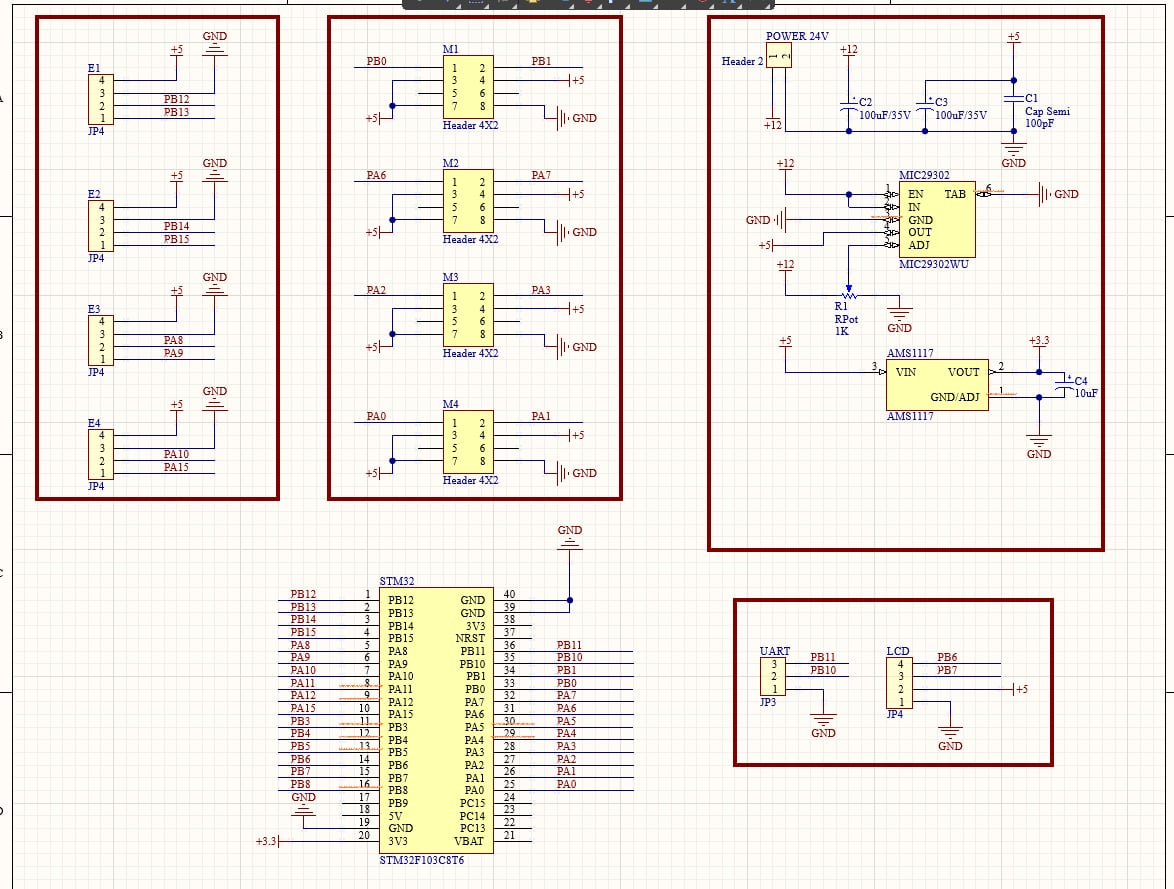 GND
+5
E1
4
3
2 PB12
1 PB13
JP4
GND
+5
E2
4
3
2 PB14
1 PB15
JP4
GND
+5
E3
4
3
2 PA8
1 PA9
JP4
GND
+5
E4
4
3
2 PA10
1 PA15
JP4
M1
PB0 1 2 PB1
3 4 +5
5 6
+5 7 8 GND
Header 4X2
M2
PA6 1 2 PA7
3 4 +5
5 6
+5 7 8 GND
Header 4X2
M3
PA2 1 2 PA3
3 4 +5
5 6
+5 7 8 GND
Header 4X2
M4
PA0 1 2 PA1
3 4 +5
5 6
+5 7 8 GND
Header 4X2
POWER 24V
Header 2 1 2
+12
+12
+5
C2
100uF/35V
C3
100uF/35V
C1
Cap Semi
100pF
GND
+12
MIC29302
1 EN TAB 6 GND
IN
GND GND
+5 4 OUT
ADJ
MIC29302WU
+12
R1
RPot
1K
GND
+5
AMS1117
+3.3
3 VIN VOUT 2
GND/ADJ 1
AMS1117
C4
10uF
GND
GND
STM32
PB12 1 PB12 GND 40
PB13 2 PB13 GND 39
PB14 3 PB14 3V3 38
PB15 4 PB15 NRST 37
PA8 5 PA8 PB11 36 PB11
PA9 6 PA9 PB10 35 PB10
PA10 7 PA10 PB1 34 PB1
PA11 8 PA11 PB0 33 PB0
PA12 9 PA12 PA7 32 PA7
PA15 10 PA15 PA6 31 PA6
PB3 11 PB3 PA5 30 PA5
PB4 12 PB4 PA4 29 PA4
PB5 13 PB5 PA3 28 PA3
PB6 14 PB6 PA2 27 PA2
PB7 15 PB7 PA1 26 PA1
PB8 16 PB8 PA0 25 PA0
GND 17 PB9 PC15 24
18 5V PC14 23
19 GND PC13 22
+3.3 20 3V3 VBAT 21
STM32F103C8T6
UART
3 PB11
2 PB10
1
JP3
GND
LCD
4 PB6
3 PB7
2 +5
1
JP4
GND